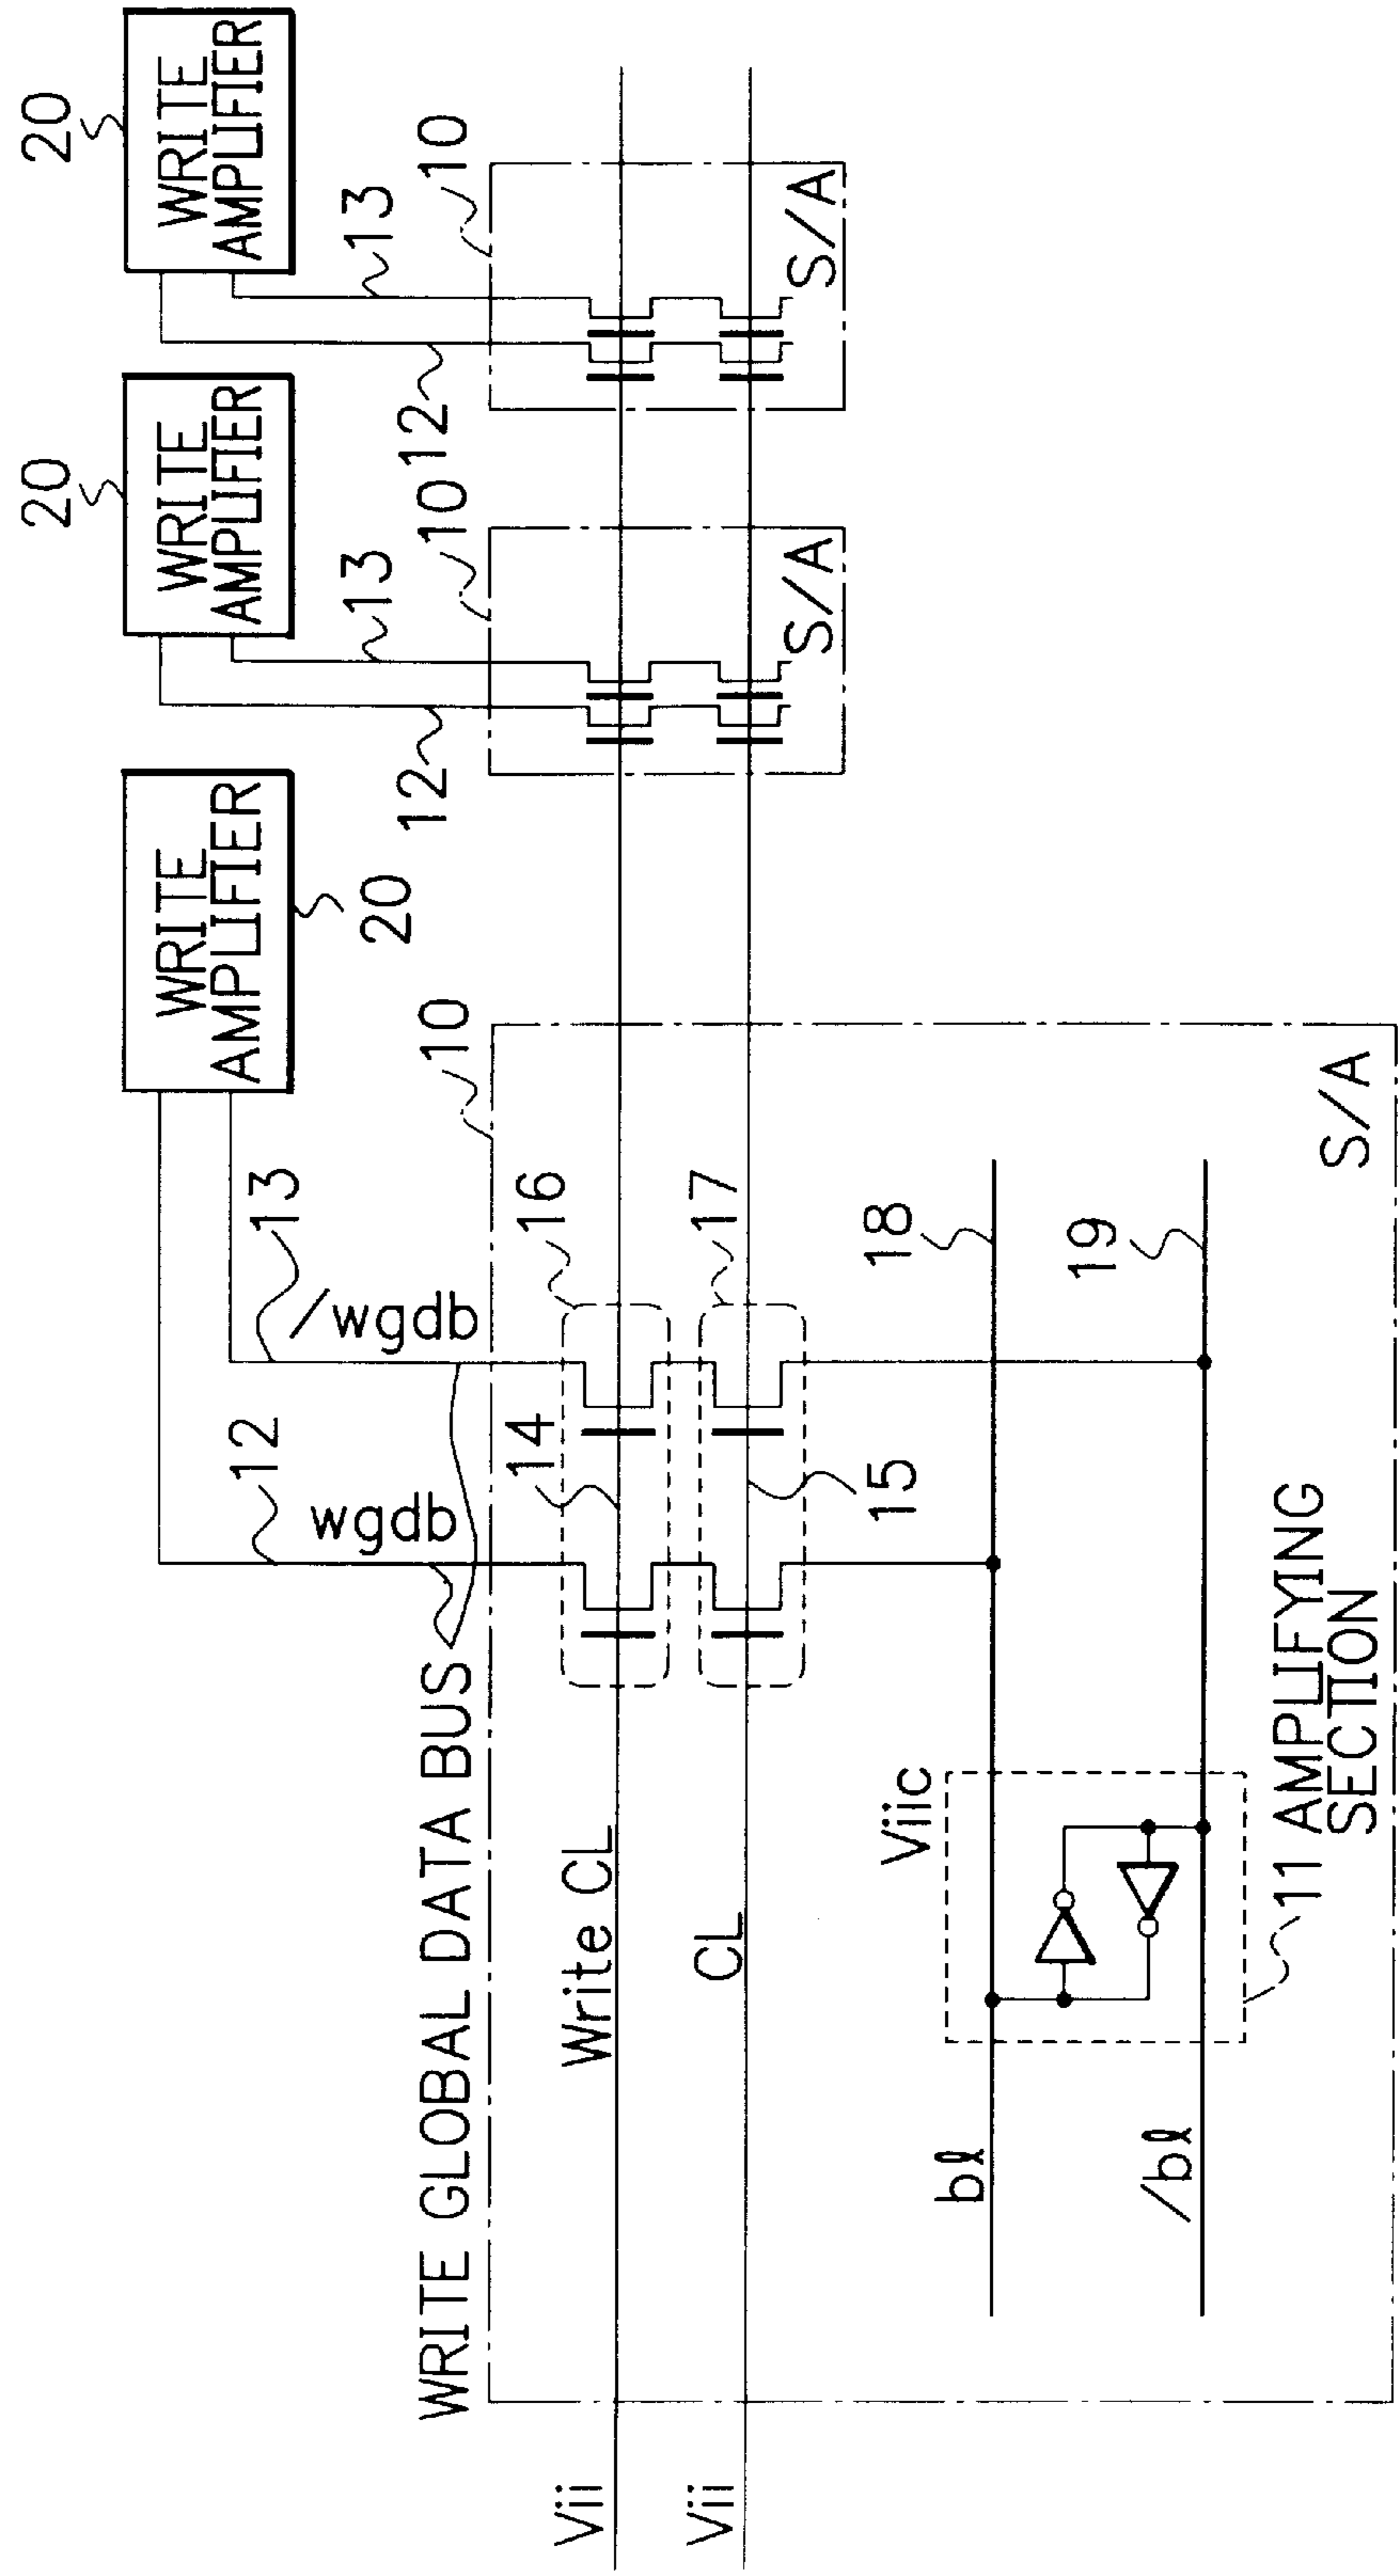 WRITE
AMPLIFIER
20
WRITE
AMPLIFIER
20
WRITE
AMPLIFIER
20
12
13
12
13
12
13
WRITE GLOBAL DATA BUS
wgdb
/wgdb
10
10
10
16
14
Vii
Write CL
17
15
Vii
CL
S/A
S/A
Viic
18
bℓ
19
/bℓ
11 AMPLIFYING
SECTION
S/A